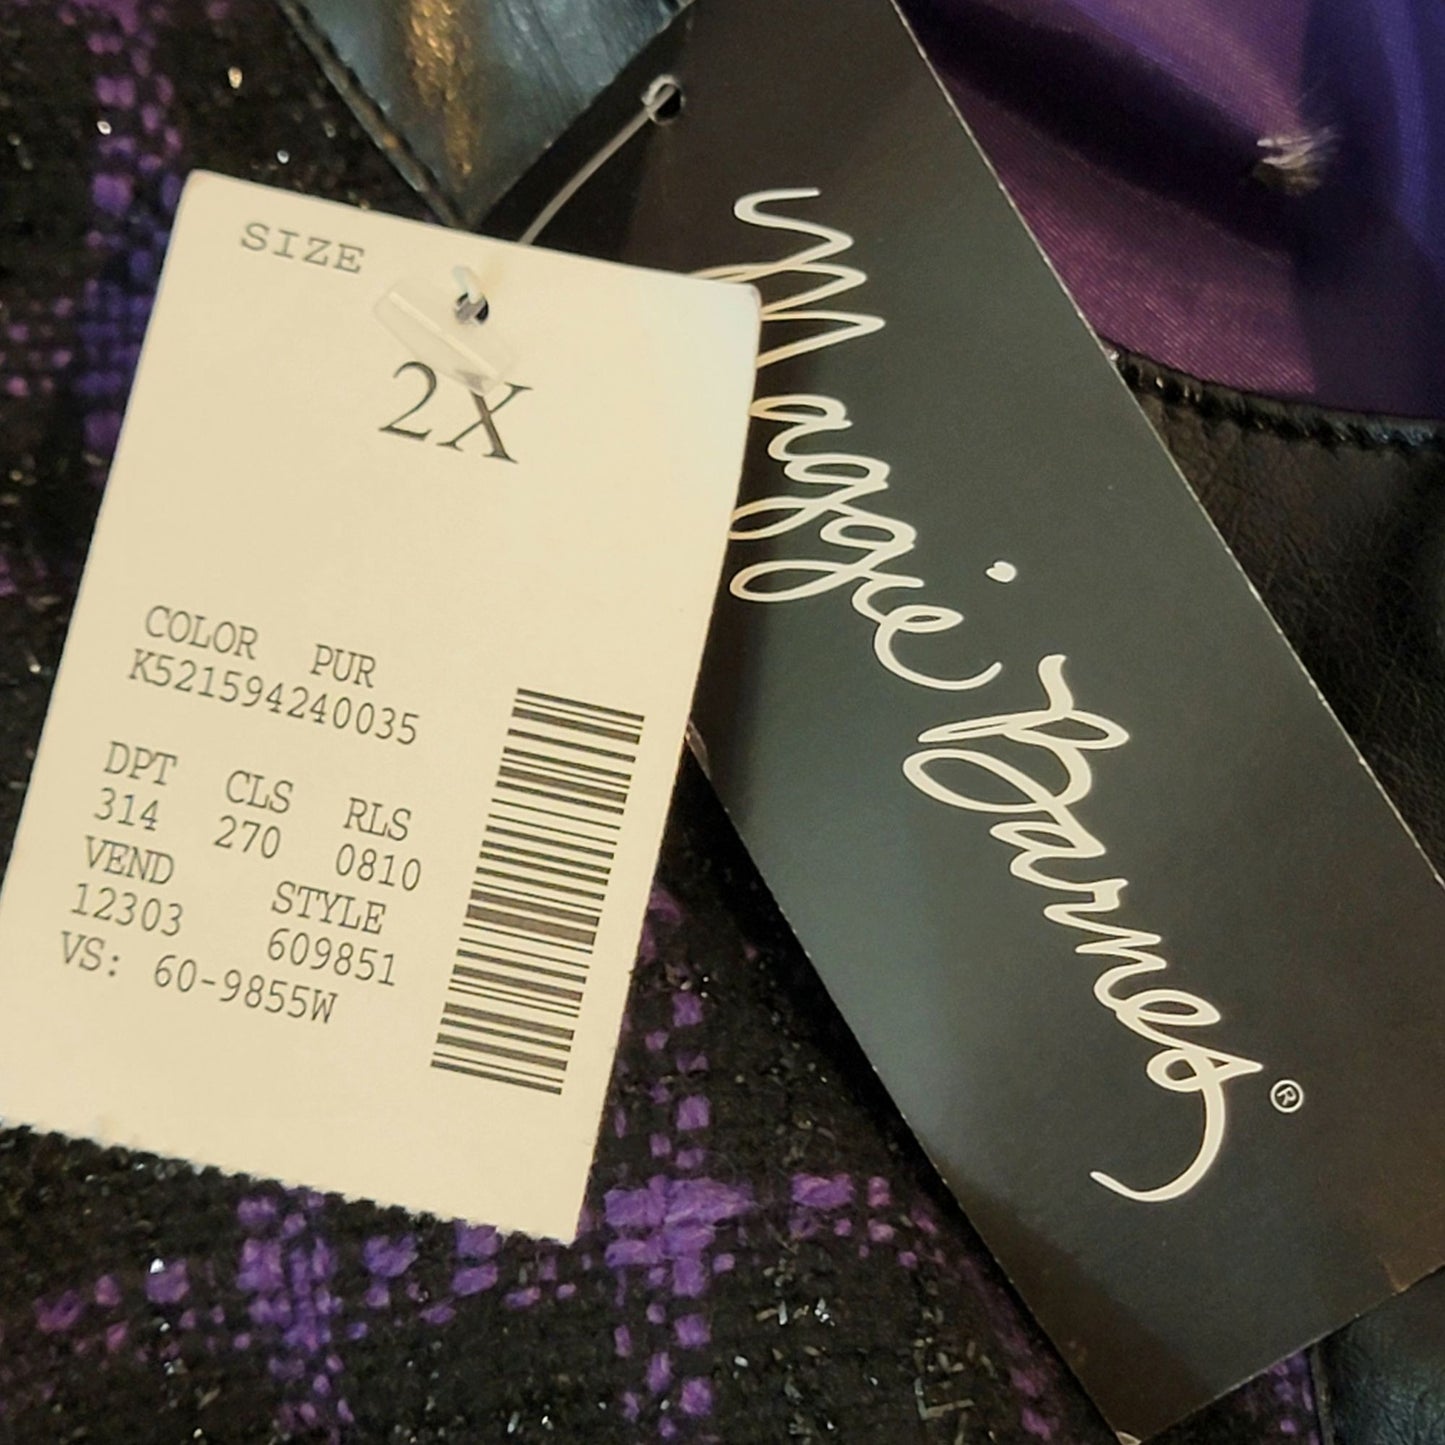 SIZE
2X
COLOR PUR
K521594240035
DPT CLS RLS
314 270 0810
VEND STYLE
12303 609851
VS: 60-9855W
Maggie Barnes®